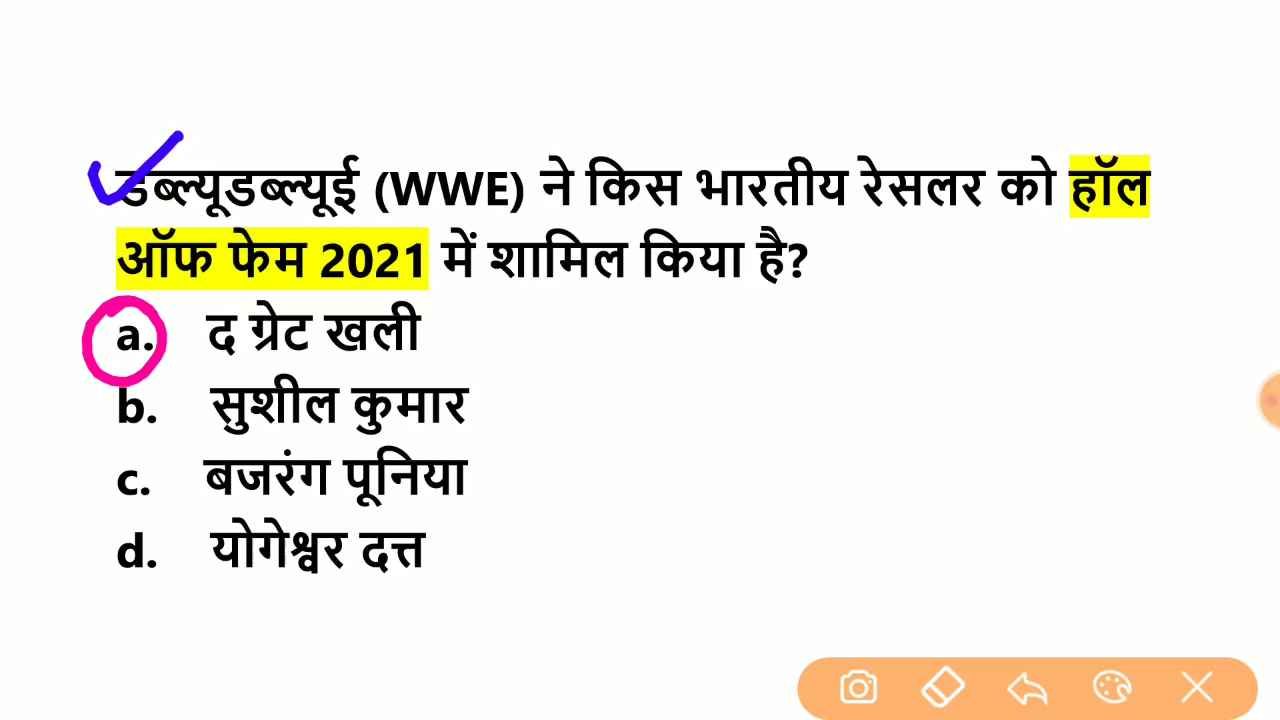 डब्ल्यूडब्ल्यूई (WWE) ने किस भारतीय रेसलर को हॉल
ऑफ फेम 2021 में शामिल किया है?
a. द ग्रेट खली
b. सुशील कुमार
c. बजरंग पूनिया
d. योगेश्वर दत्त